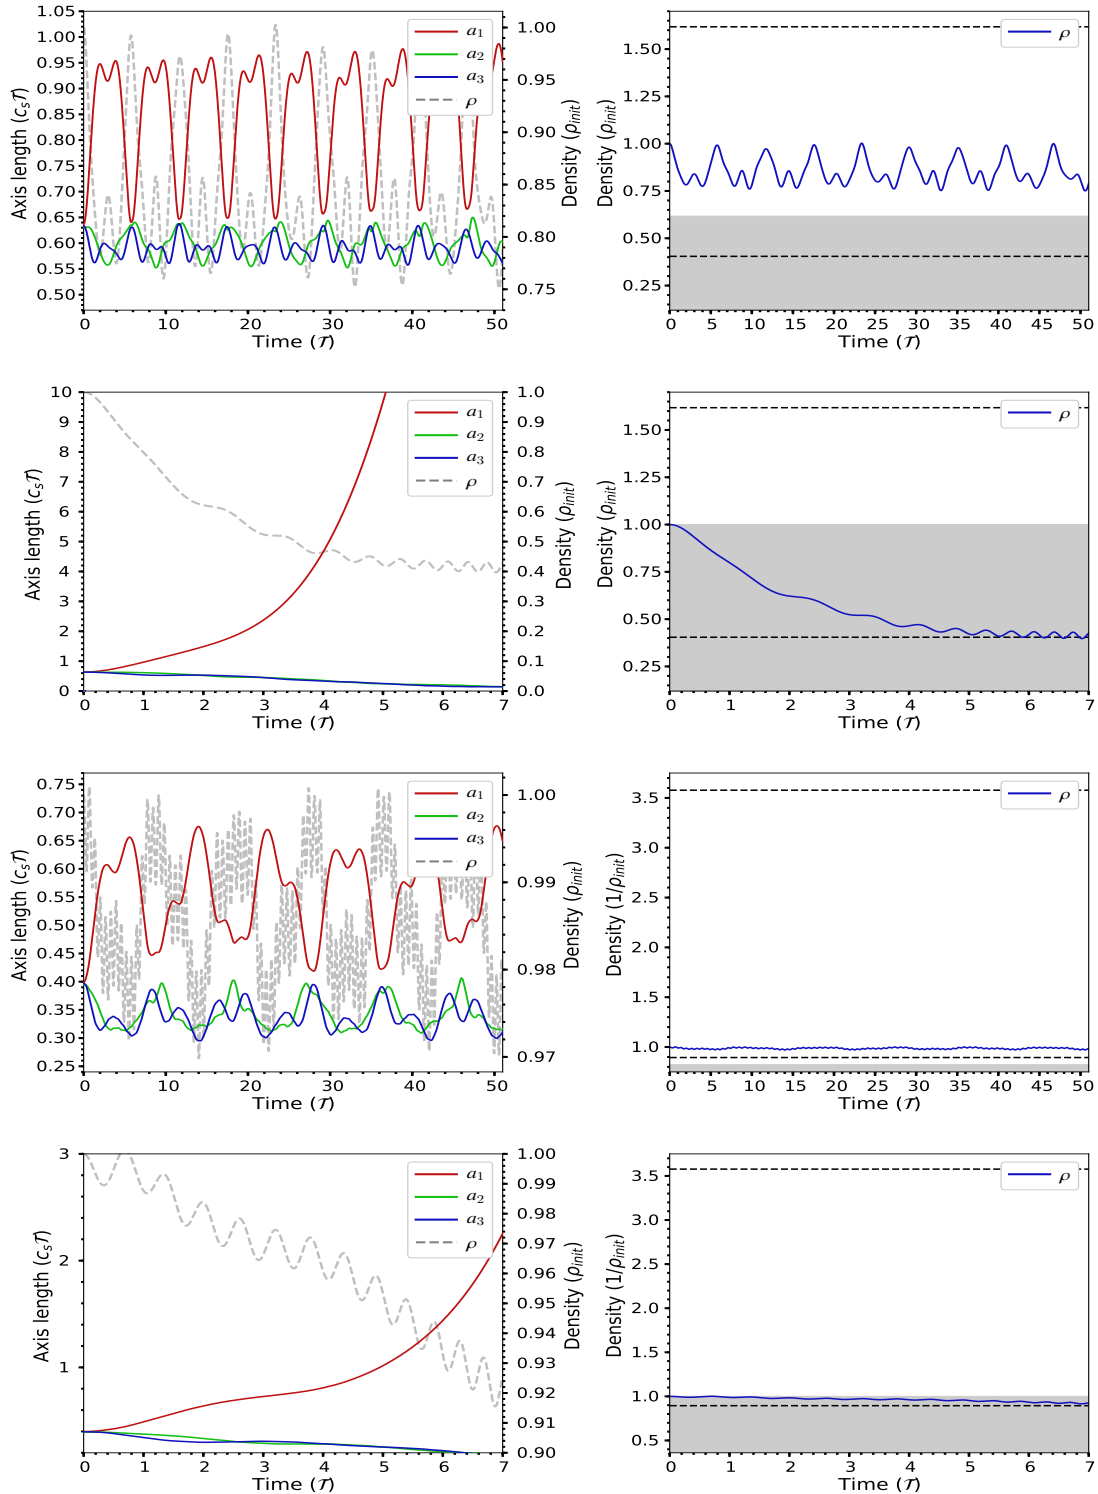 1.05
1.00
0.95
0.90
0.85
0.80
0.75
0.70
0.65
0.60
0.55
0.50
Axis length (c_s𝒯)
0 10 20 30 40 50
Time (𝒯)
1.00
0.95
0.90
0.85
0.80
0.75
Density (ρ_init)
a₁
a₂
a₃
ρ
1.50
1.25
1.00
0.75
0.50
0.25
Density (ρ_init)
0 5 10 15 20 25 30 35 40 45 50
Time (𝒯)
ρ
10
9
8
7
6
5
4
3
2
1
0
Axis length (c_s𝒯)
0 1 2 3 4 5 6 7
Time (𝒯)
1.0
0.9
0.8
0.7
0.6
0.5
0.4
0.3
0.2
0.1
0.0
Density (ρ_init)
a₁
a₂
a₃
ρ
1.50
1.25
1.00
0.75
0.50
0.25
Density (ρ_init)
0 1 2 3 4 5 6 7
Time (𝒯)
ρ
0.75
0.70
0.65
0.60
0.55
0.50
0.45
0.40
0.35
0.30
0.25
Axis length (c_s𝒯)
0 10 20 30 40 50
Time (𝒯)
1.00
0.99
0.98
0.97
Density (ρ_init)
a₁
a₂
a₃
ρ
3.5
3.0
2.5
2.0
1.5
1.0
Density (1/ρ_init)
0 5 10 15 20 25 30 35 40 45 50
Time (𝒯)
ρ
3
2
1
Axis length (c_s𝒯)
0 1 2 3 4 5 6 7
Time (𝒯)
1.00
0.99
0.98
0.97
0.96
0.95
0.94
0.93
0.92
0.91
0.90
Density (ρ_init)
a₁
a₂
a₃
ρ
3.5
3.0
2.5
2.0
1.5
1.0
0.5
Density (1/ρ_init)
0 1 2 3 4 5 6 7
Time (𝒯)
ρ